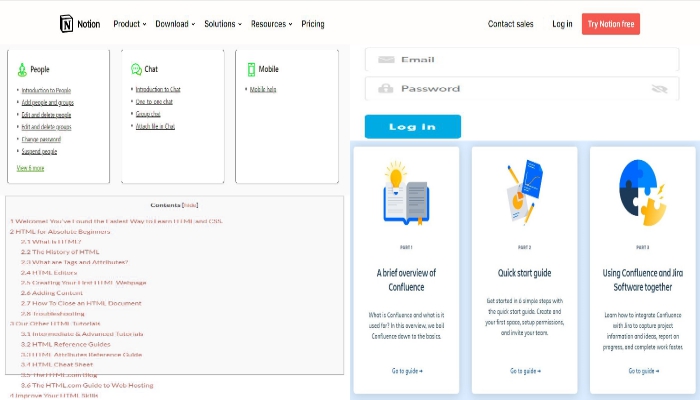 Notion
Product
Download
Solutions
Resources
Pricing
Contact sales
Log in
Try Notion free
People
Introduction to People
Add people and groups
Edit and delete people
Edit and delete groups
Change password
Suspend people
View 6 more
Chat
Introduction to Chat
One-to-one chat
Group chat
Attach file in Chat
Mobile
Mobile help
Email
Password
Log in
Contents [hide]
1 Welcome! You've Found the Easiest Way to Learn HTML and CSS.
2 HTML for Absolute Beginners
2.1 What Is HTML?
2.2 The History of HTML
2.3 What are Tags and Attributes?
2.4 HTML Editors
2.5 Creating Your First HTML Webpage
2.6 Adding Content
2.7 How To Close an HTML Document
2.8 Troubleshooting
3 Our Other HTML Tutorials
3.1 Intermediate & Advanced Tutorials
3.2 HTML Reference Guides
3.3 HTML Attributes Reference Guide
3.4 HTML Cheat Sheet
3.5 The HTML.com Blog
3.6 The HTML.com Guide to Web Hosting
4 Improve Your HTML Skills
PART 1
A brief overview of
Confluence
What is Confluence and what is it
used for? In this overview, we boil
Confluence down to the basics.
Go to guide →
PART 2
Quick start guide
Get started in 6 simple steps with
the quick start guide. Create and
your first space, setup permissions,
and invite your team.
Go to guide →
PART 3
Using Confluence and Jira
Software together
Learn how to integrate Confluence
with Jira to capture project
information and ideas, report on
progress, and complete work faster.
Go to guide →